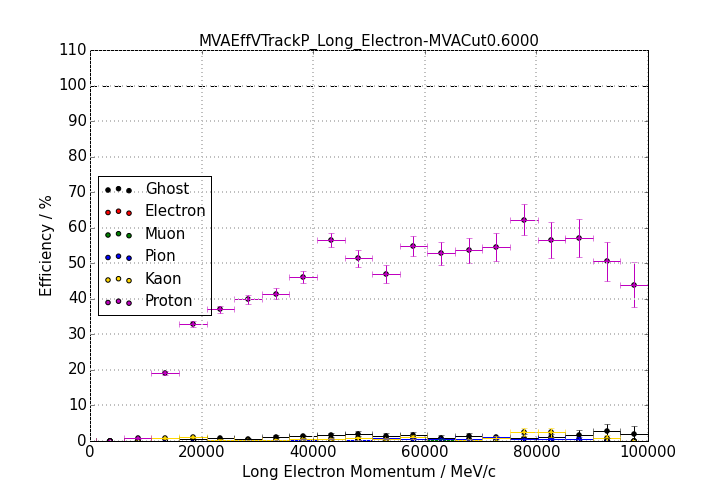 MVAEffVTrackP_Long_Electron-MVACut0.6000
110
100
90
80
70
60
50
40
30
20
10
0
Efficiency / %
Ghost
Electron
Muon
Pion
Kaon
Proton
0 20000 40000 60000 80000 100000
Long Electron Momentum / MeV/c